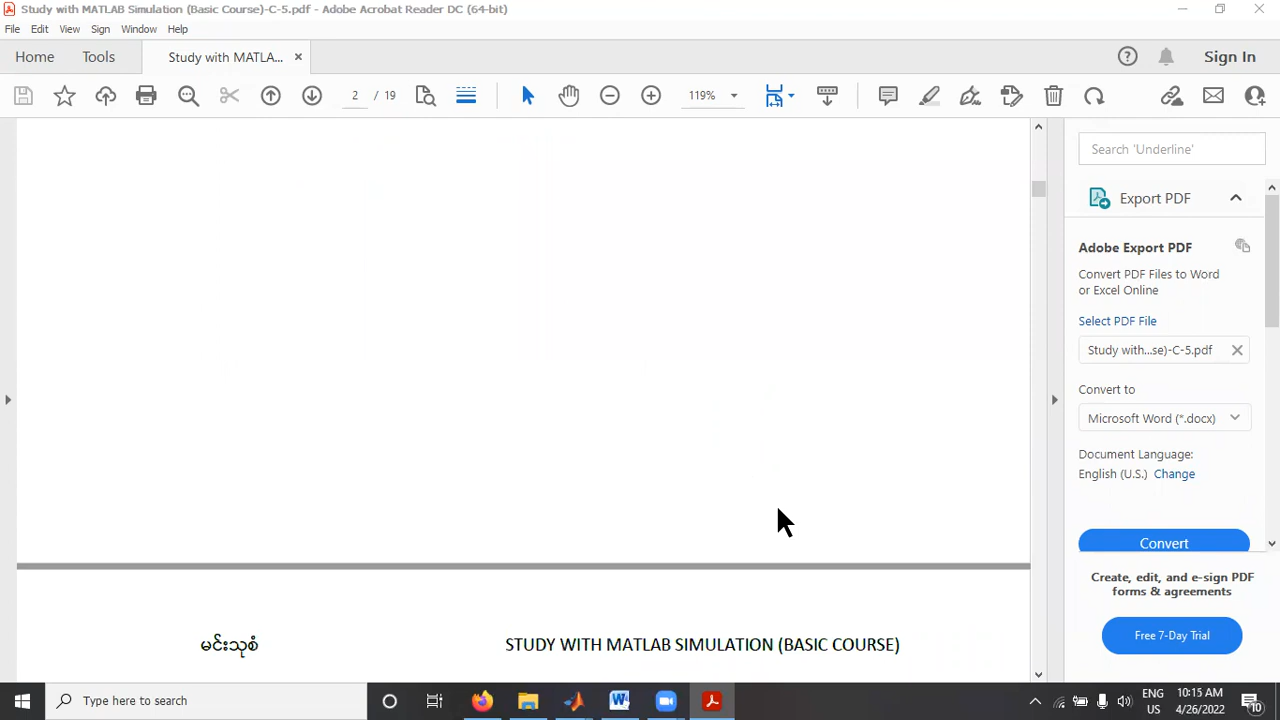 Study with MATLAB Simulation (Basic Course)-C-5.pdf - Adobe Acrobat Reader DC (64-bit)
File Edit View Sign Window Help
Home Tools Study with MATLA... × Sign In
2 / 19 119%
Search 'Underline'
Export PDF
Adobe Export PDF
Convert PDF Files to Word
or Excel Online
Select PDF File
Study with...se)-C-5.pdf
Convert to
Microsoft Word (*.docx)
Document Language:
English (U.S.) Change
Convert
Create, edit, and e-sign PDF
forms & agreements
Free 7-Day Trial
မင်းသုစံ STUDY WITH MATLAB SIMULATION (BASIC COURSE)
Type here to search
ENG
US
10:15 AM
4/26/2022
10